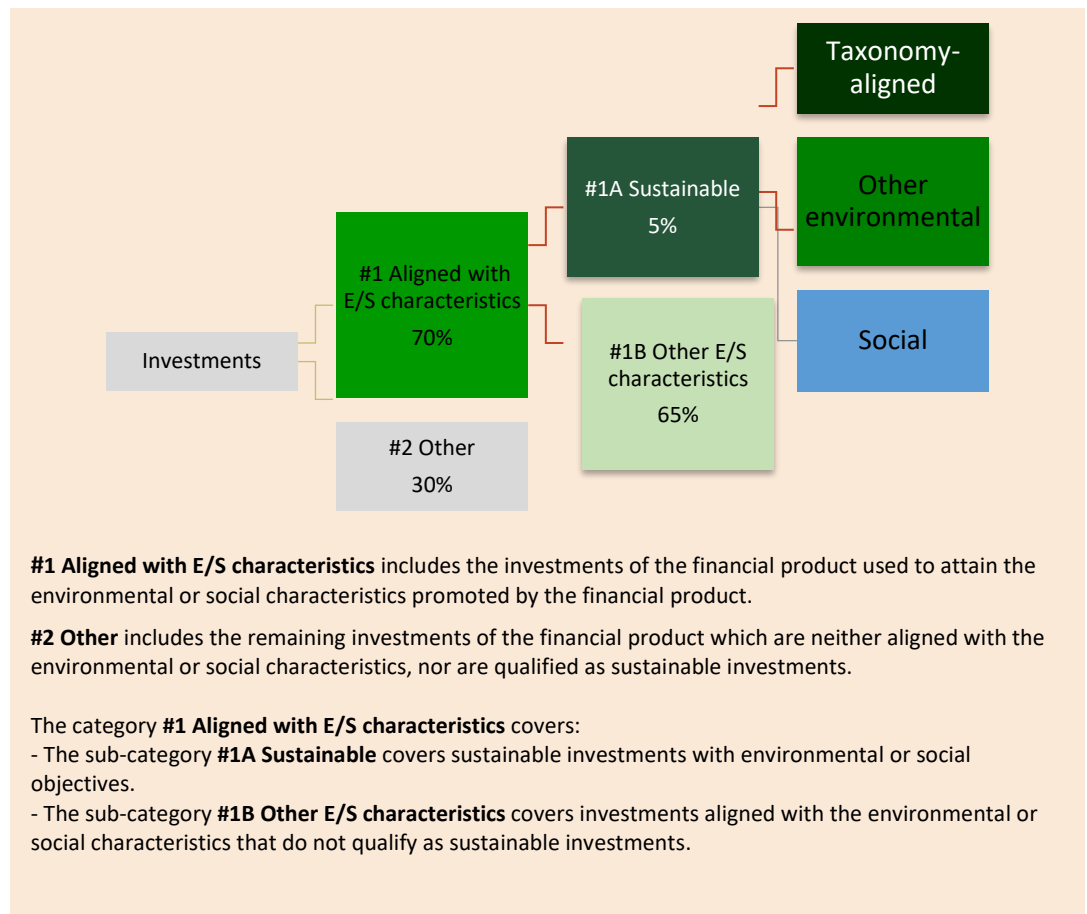 Taxonomy-
aligned
#1A Sustainable
5%
Other
environmental
#1 Aligned with
E/S characteristics
70%
Investments
#1B Other E/S
characteristics
65%
Social
#2 Other
30%
#1 Aligned with E/S characteristics includes the investments of the financial product used to attain the
environmental or social characteristics promoted by the financial product.
#2 Other includes the remaining investments of the financial product which are neither aligned with the
environmental or social characteristics, nor are qualified as sustainable investments.
The category #1 Aligned with E/S characteristics covers:
- The sub-category #1A Sustainable covers sustainable investments with environmental or social
objectives.
- The sub-category #1B Other E/S characteristics covers investments aligned with the environmental or
social characteristics that do not qualify as sustainable investments.